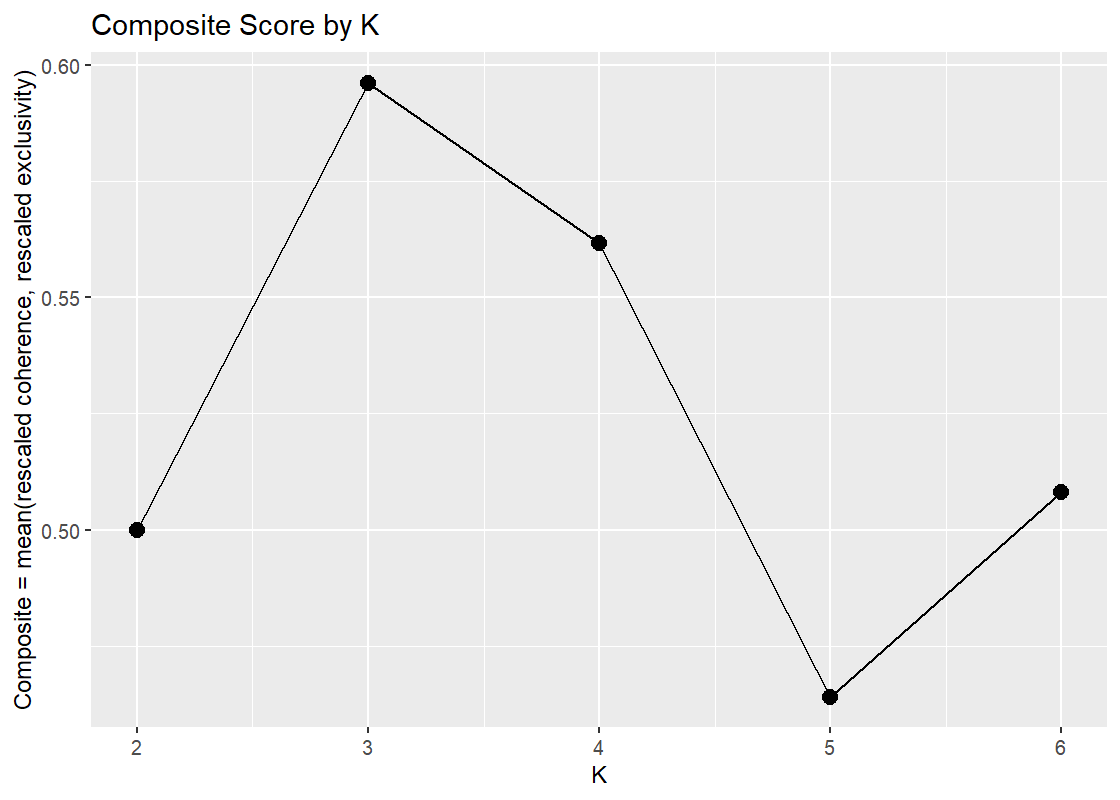 Composite Score by K
Composite = mean(rescaled coherence, rescaled exclusivity)
0.60
0.55
0.50
2 3 4 5 6
K